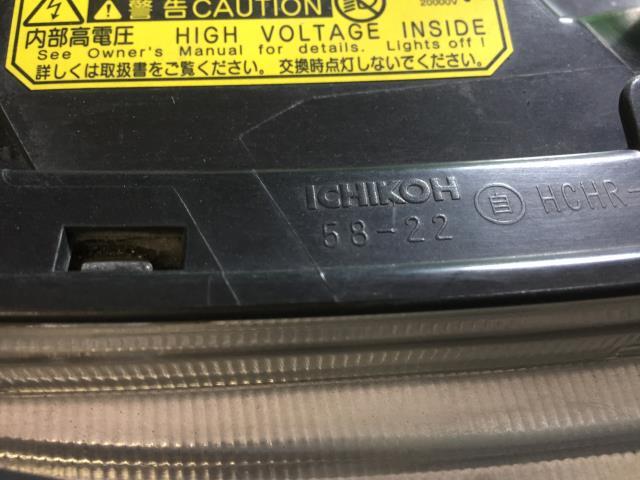 警告 CAUTION 20000V
内部高電圧 HIGH VOLTAGE INSIDE
See Owner's Manual for details. Lights off!
詳しくは取扱書をご覧ください。 交換時点灯しないでください。
ICHIKOH
58-22 自 HCHR-